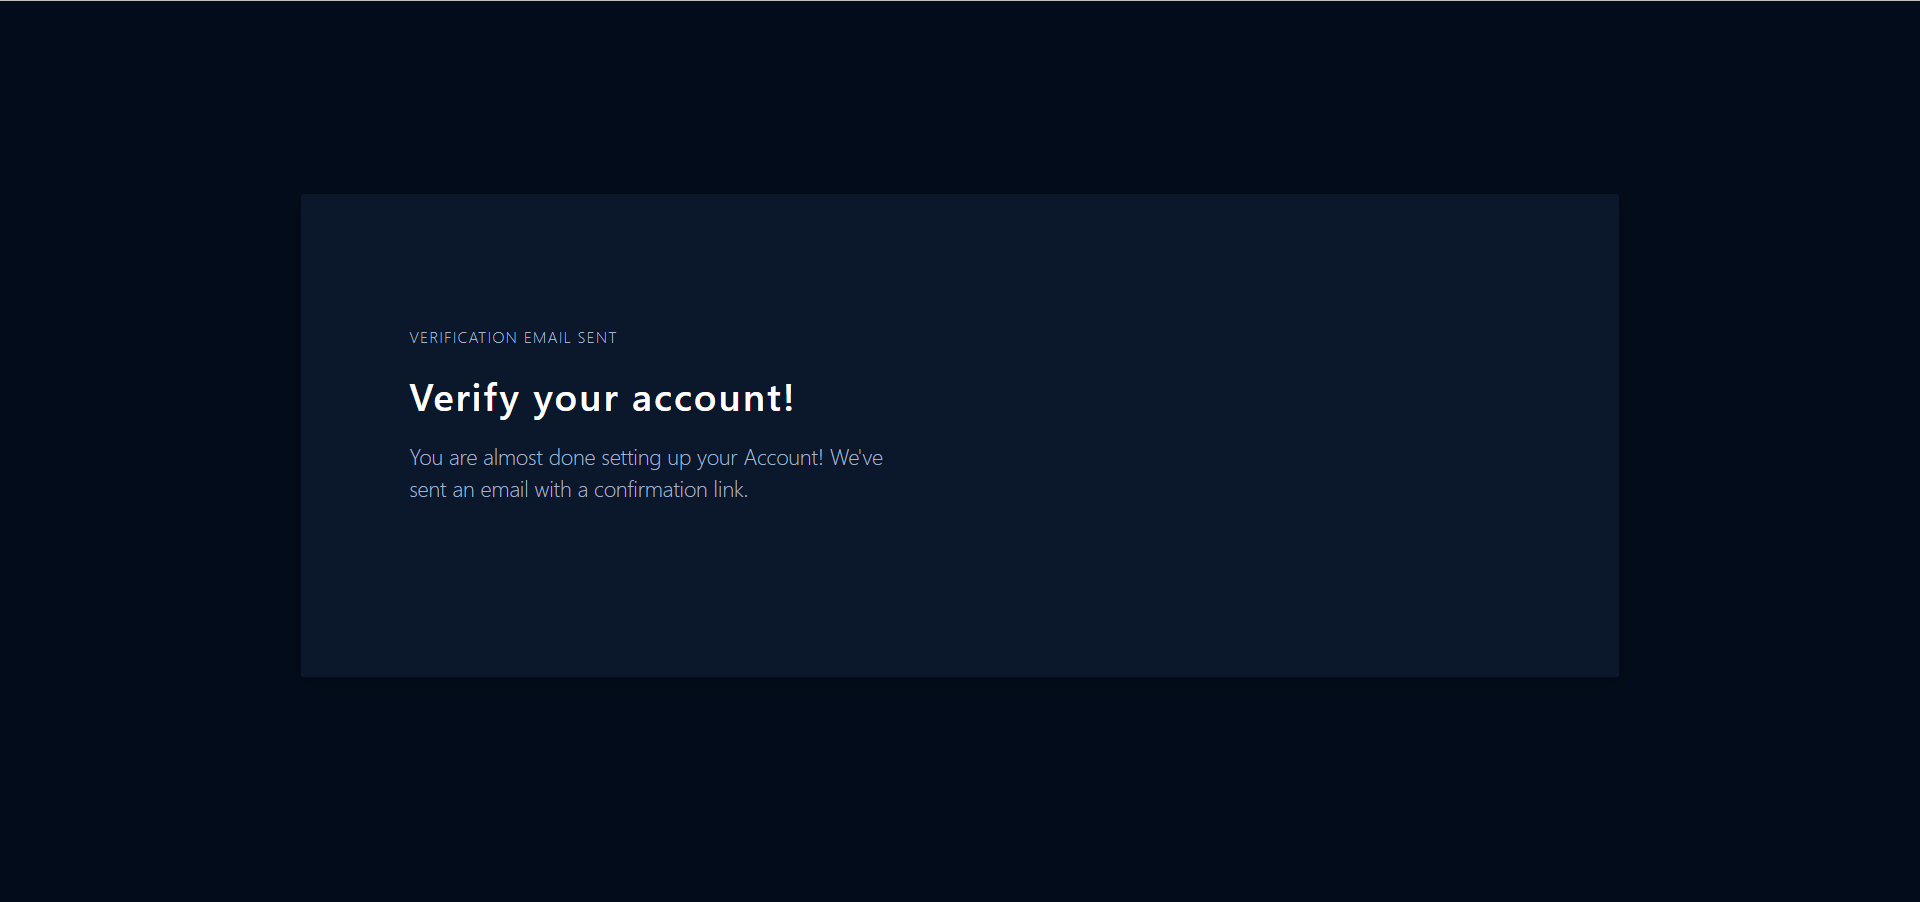 VERIFICATION EMAIL SENT
Verify your account!
You are almost done setting up your Account! We've
sent an email with a confirmation link.